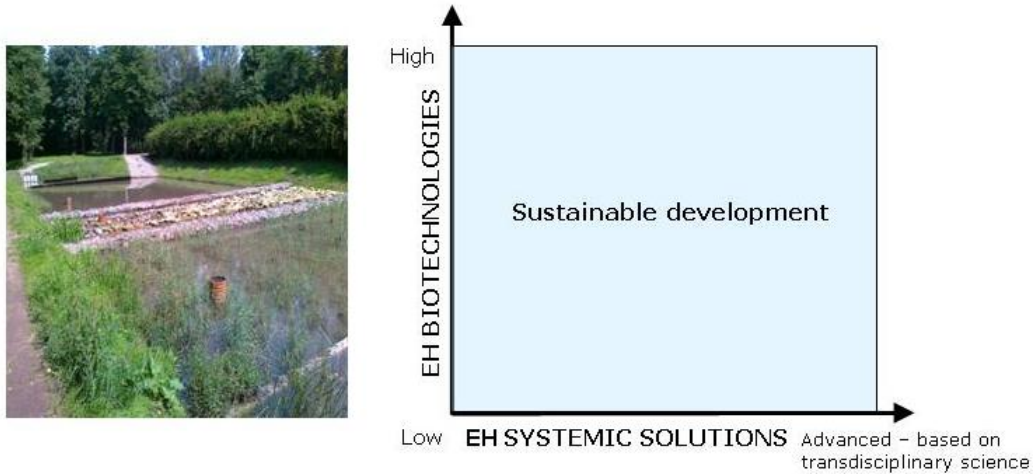 High
EH BIOTECHNOLOGIES
Sustainable development
Low
EH SYSTEMIC SOLUTIONS
Advanced – based on
transdisciplinary science